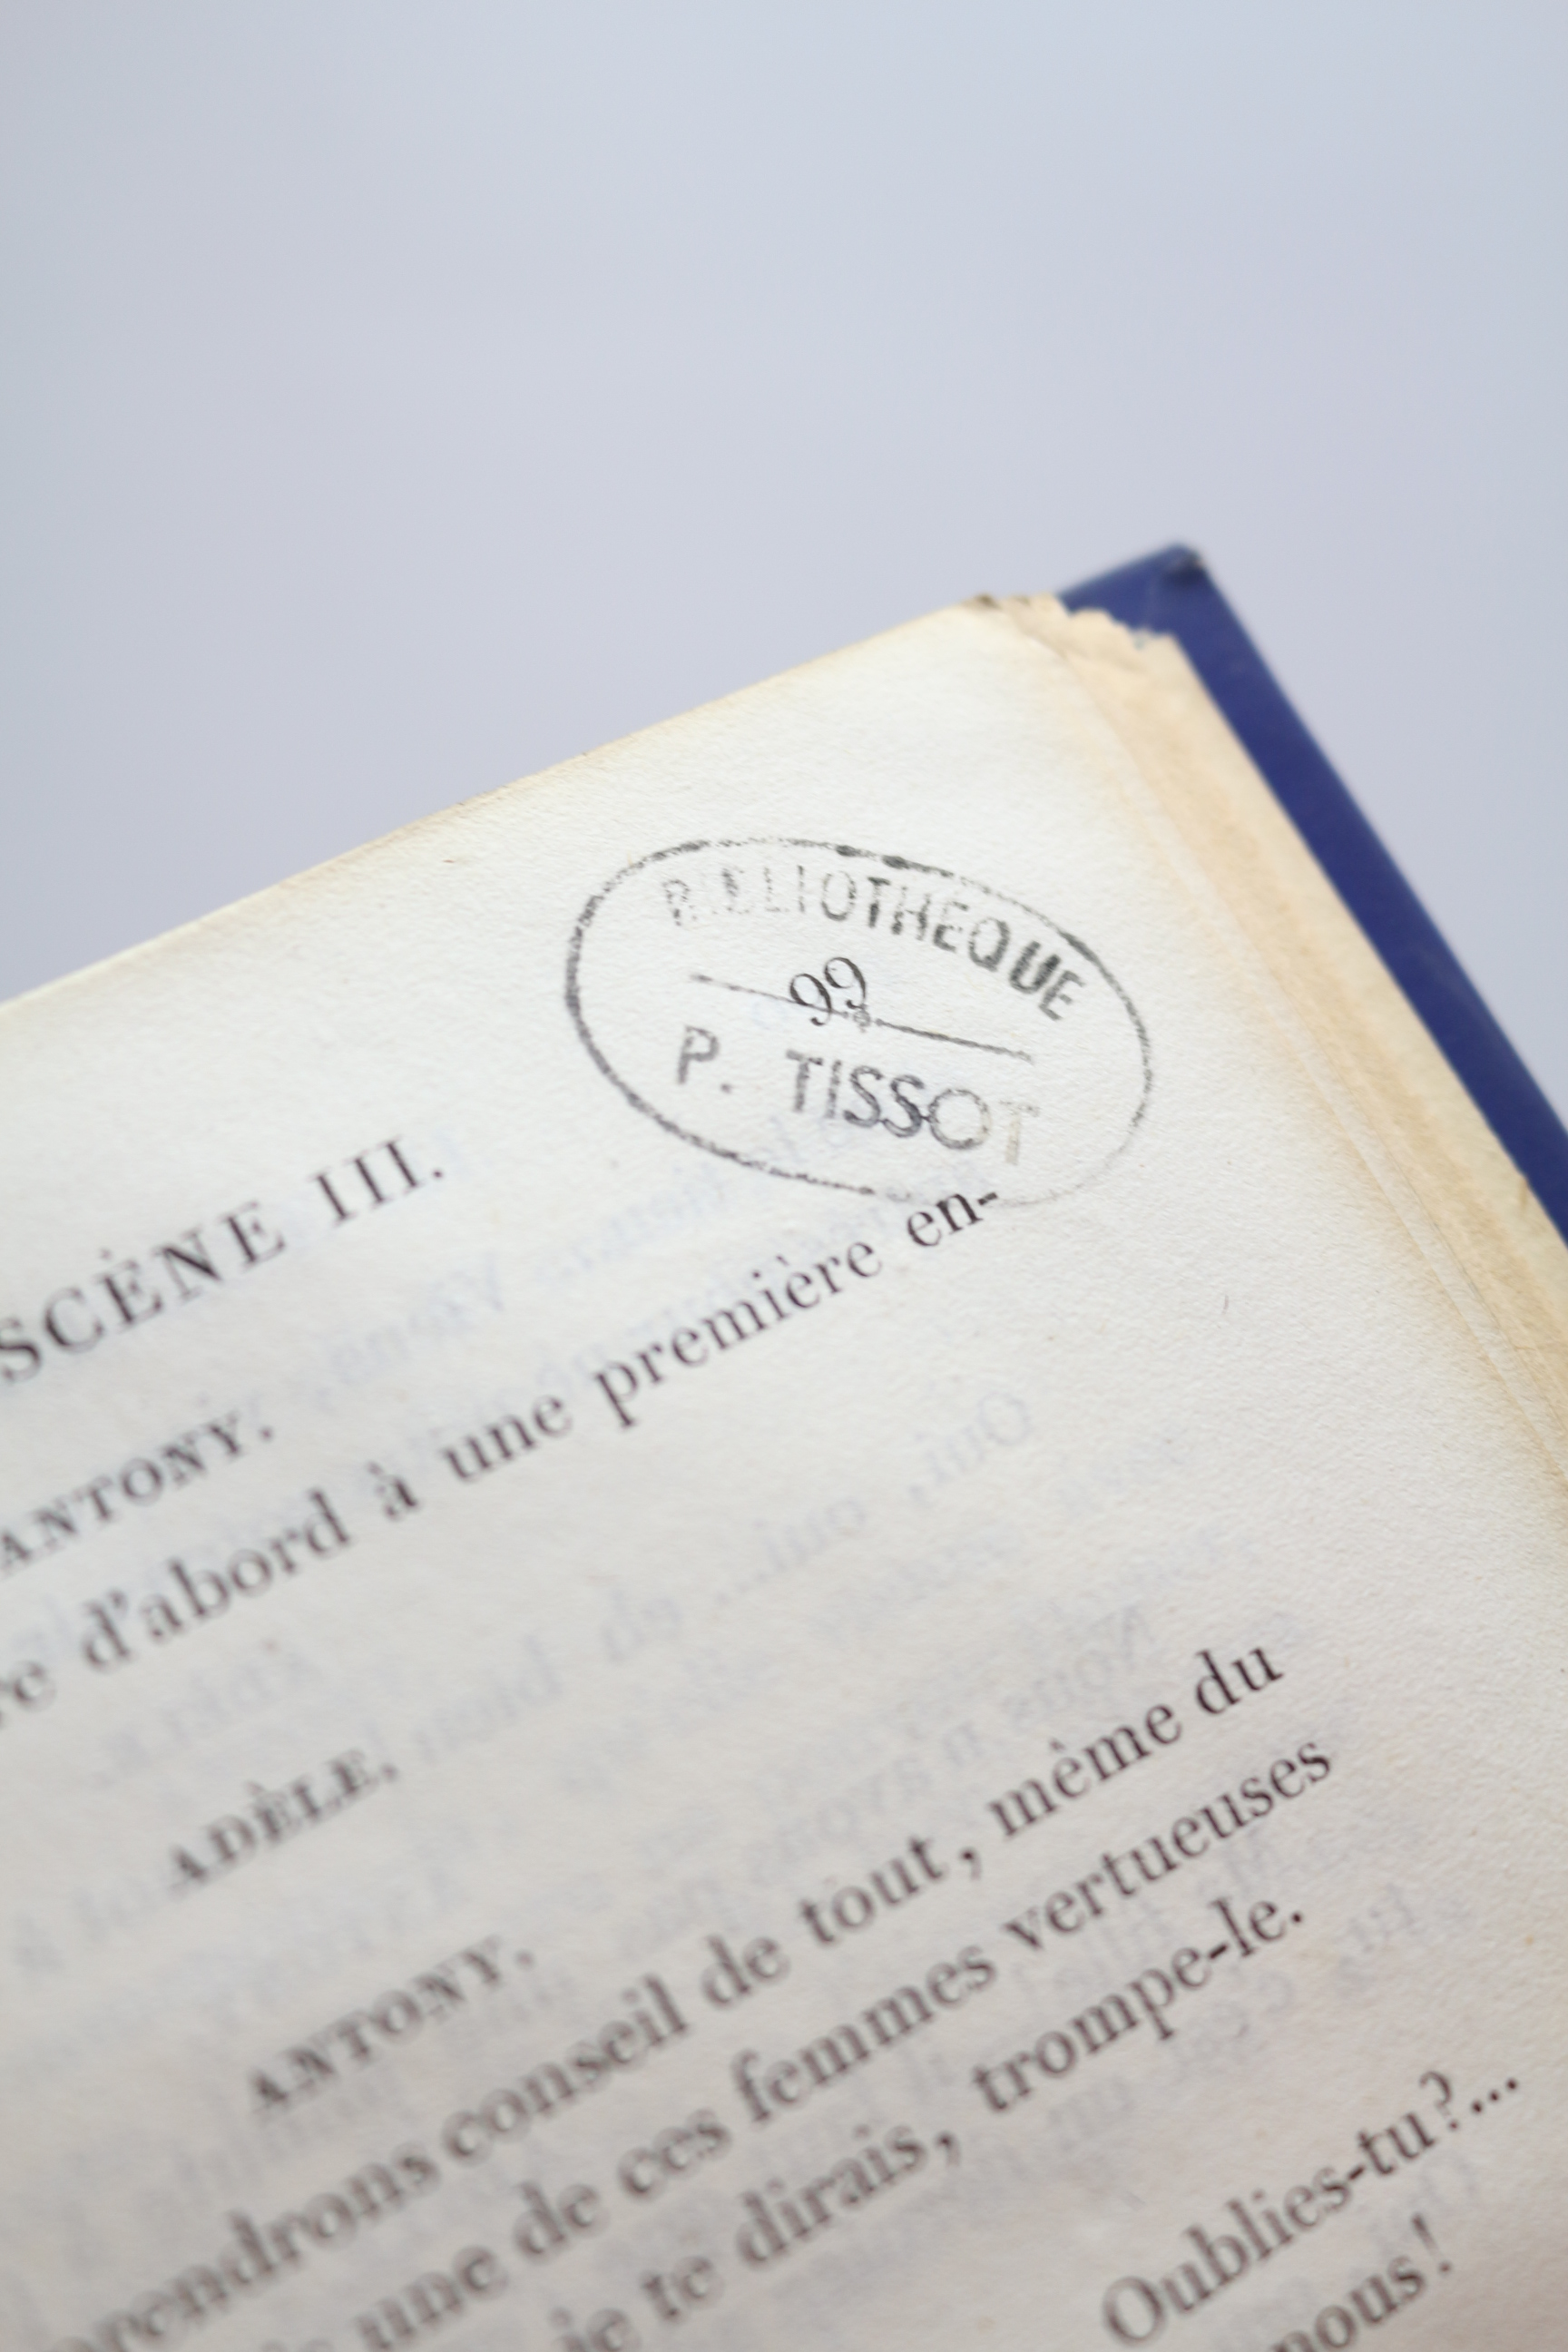 BIBLIOTHEQUE
99
P. TISSOT
SCÈNE III.
ANTONY.
d'abord à une première en-
ADÈLE.
ANTONY.
prendrons conseil de tout, même du
une de ces femmes vertueuses
je te dirais, trompe-le.
Oublies-tu?...
nous!